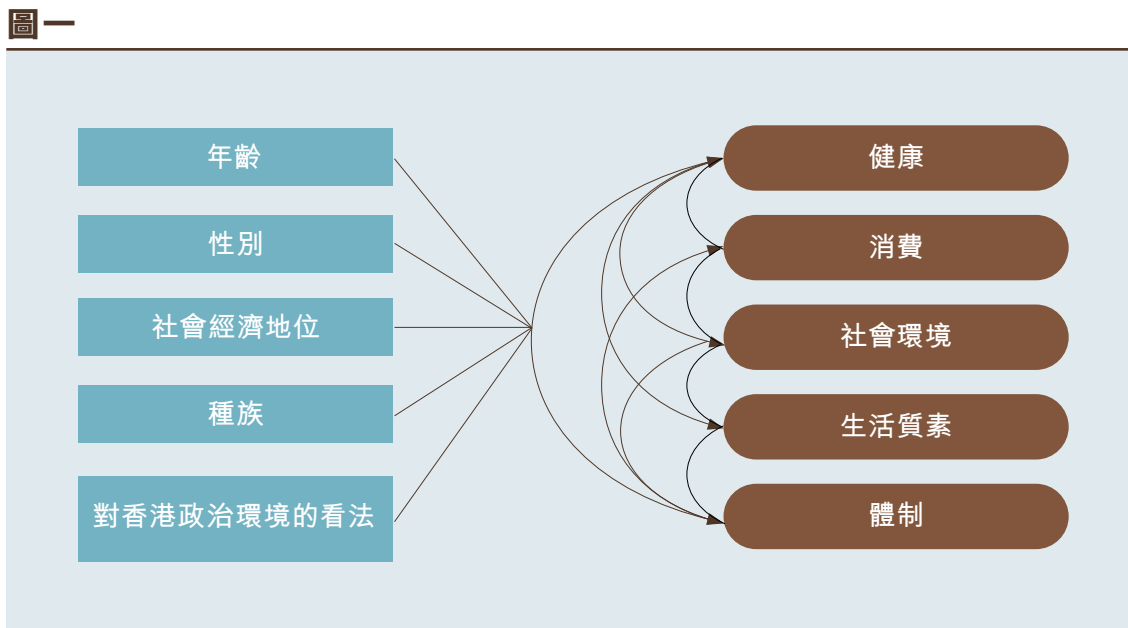 圖一
年齡
性別
社會經濟地位
種族
對香港政治環境的看法
健康
消費
社會環境
生活質素
體制